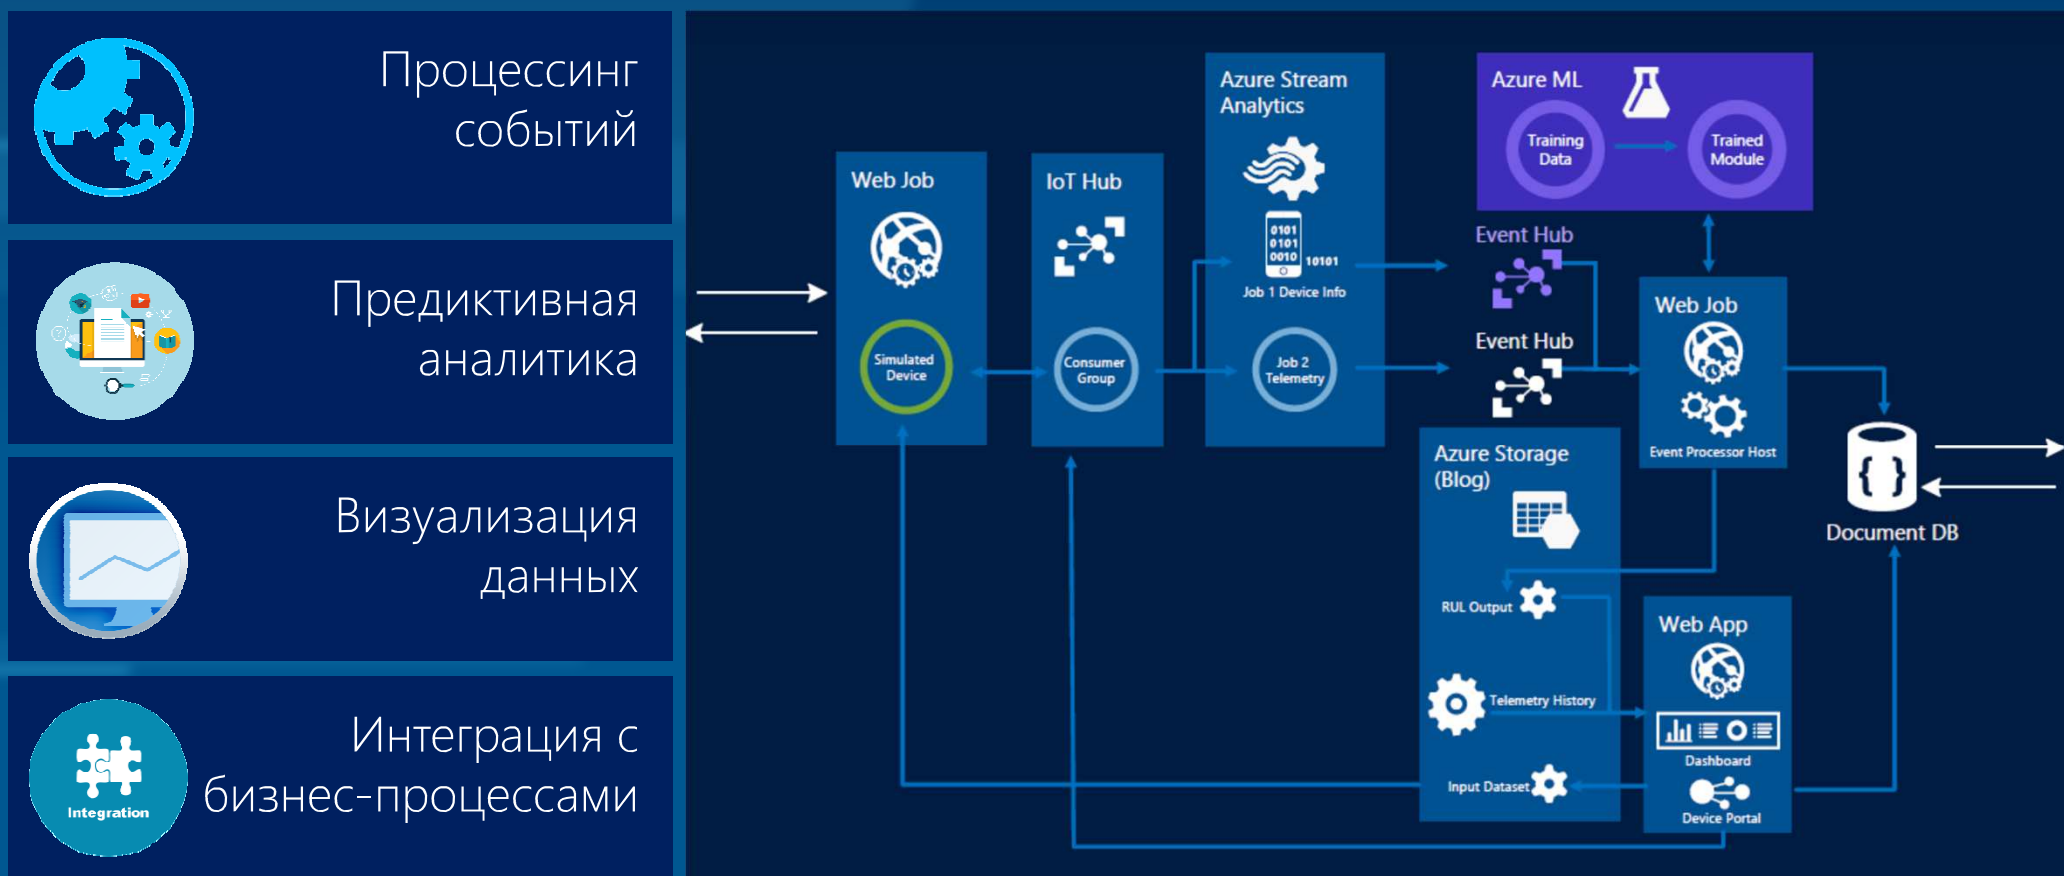 Процессинг
событий
Предиктивная
аналитика
Визуализация
данных
Интеграция с
бизнес-процессами
Integration
Web Job
Simulated
Device
IoT Hub
Consumer
Group
Azure Stream
Analytics
0101
0101
0010
10101
Job 1 Device Info
Job 2
Telemetry
Azure ML
Training
Data
Trained
Module
Event Hub
Event Hub
Web Job
Event Processor Host
Azure Storage
(Blog)
RUL Output
Telemetry History
Input Dataset
Web App
Dashboard
Device Portal
{ }
Document DB